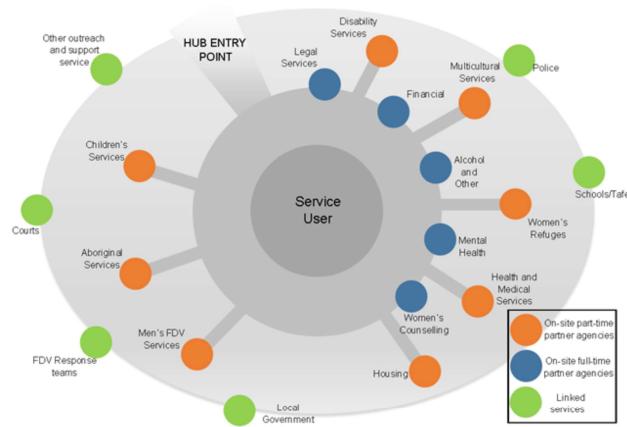 Disability
Services
Other outreach
and support
service
HUB ENTRY
POINT
Legal
Services
Multicultural
Services
Police
Financial
Children's
Services
Alcohol
and
Other
Service
User
Schools/Tafe
Women's
Refuges
Courts
Mental
Health
Aboriginal
Services
Health and
Medical
Services
Women's
Counselling
Men's FDV
Services
On-site part-time
partner agencies
FDV Response
teams
Housing
On-site full-time
partner agencies
Local
Government
Linked
services